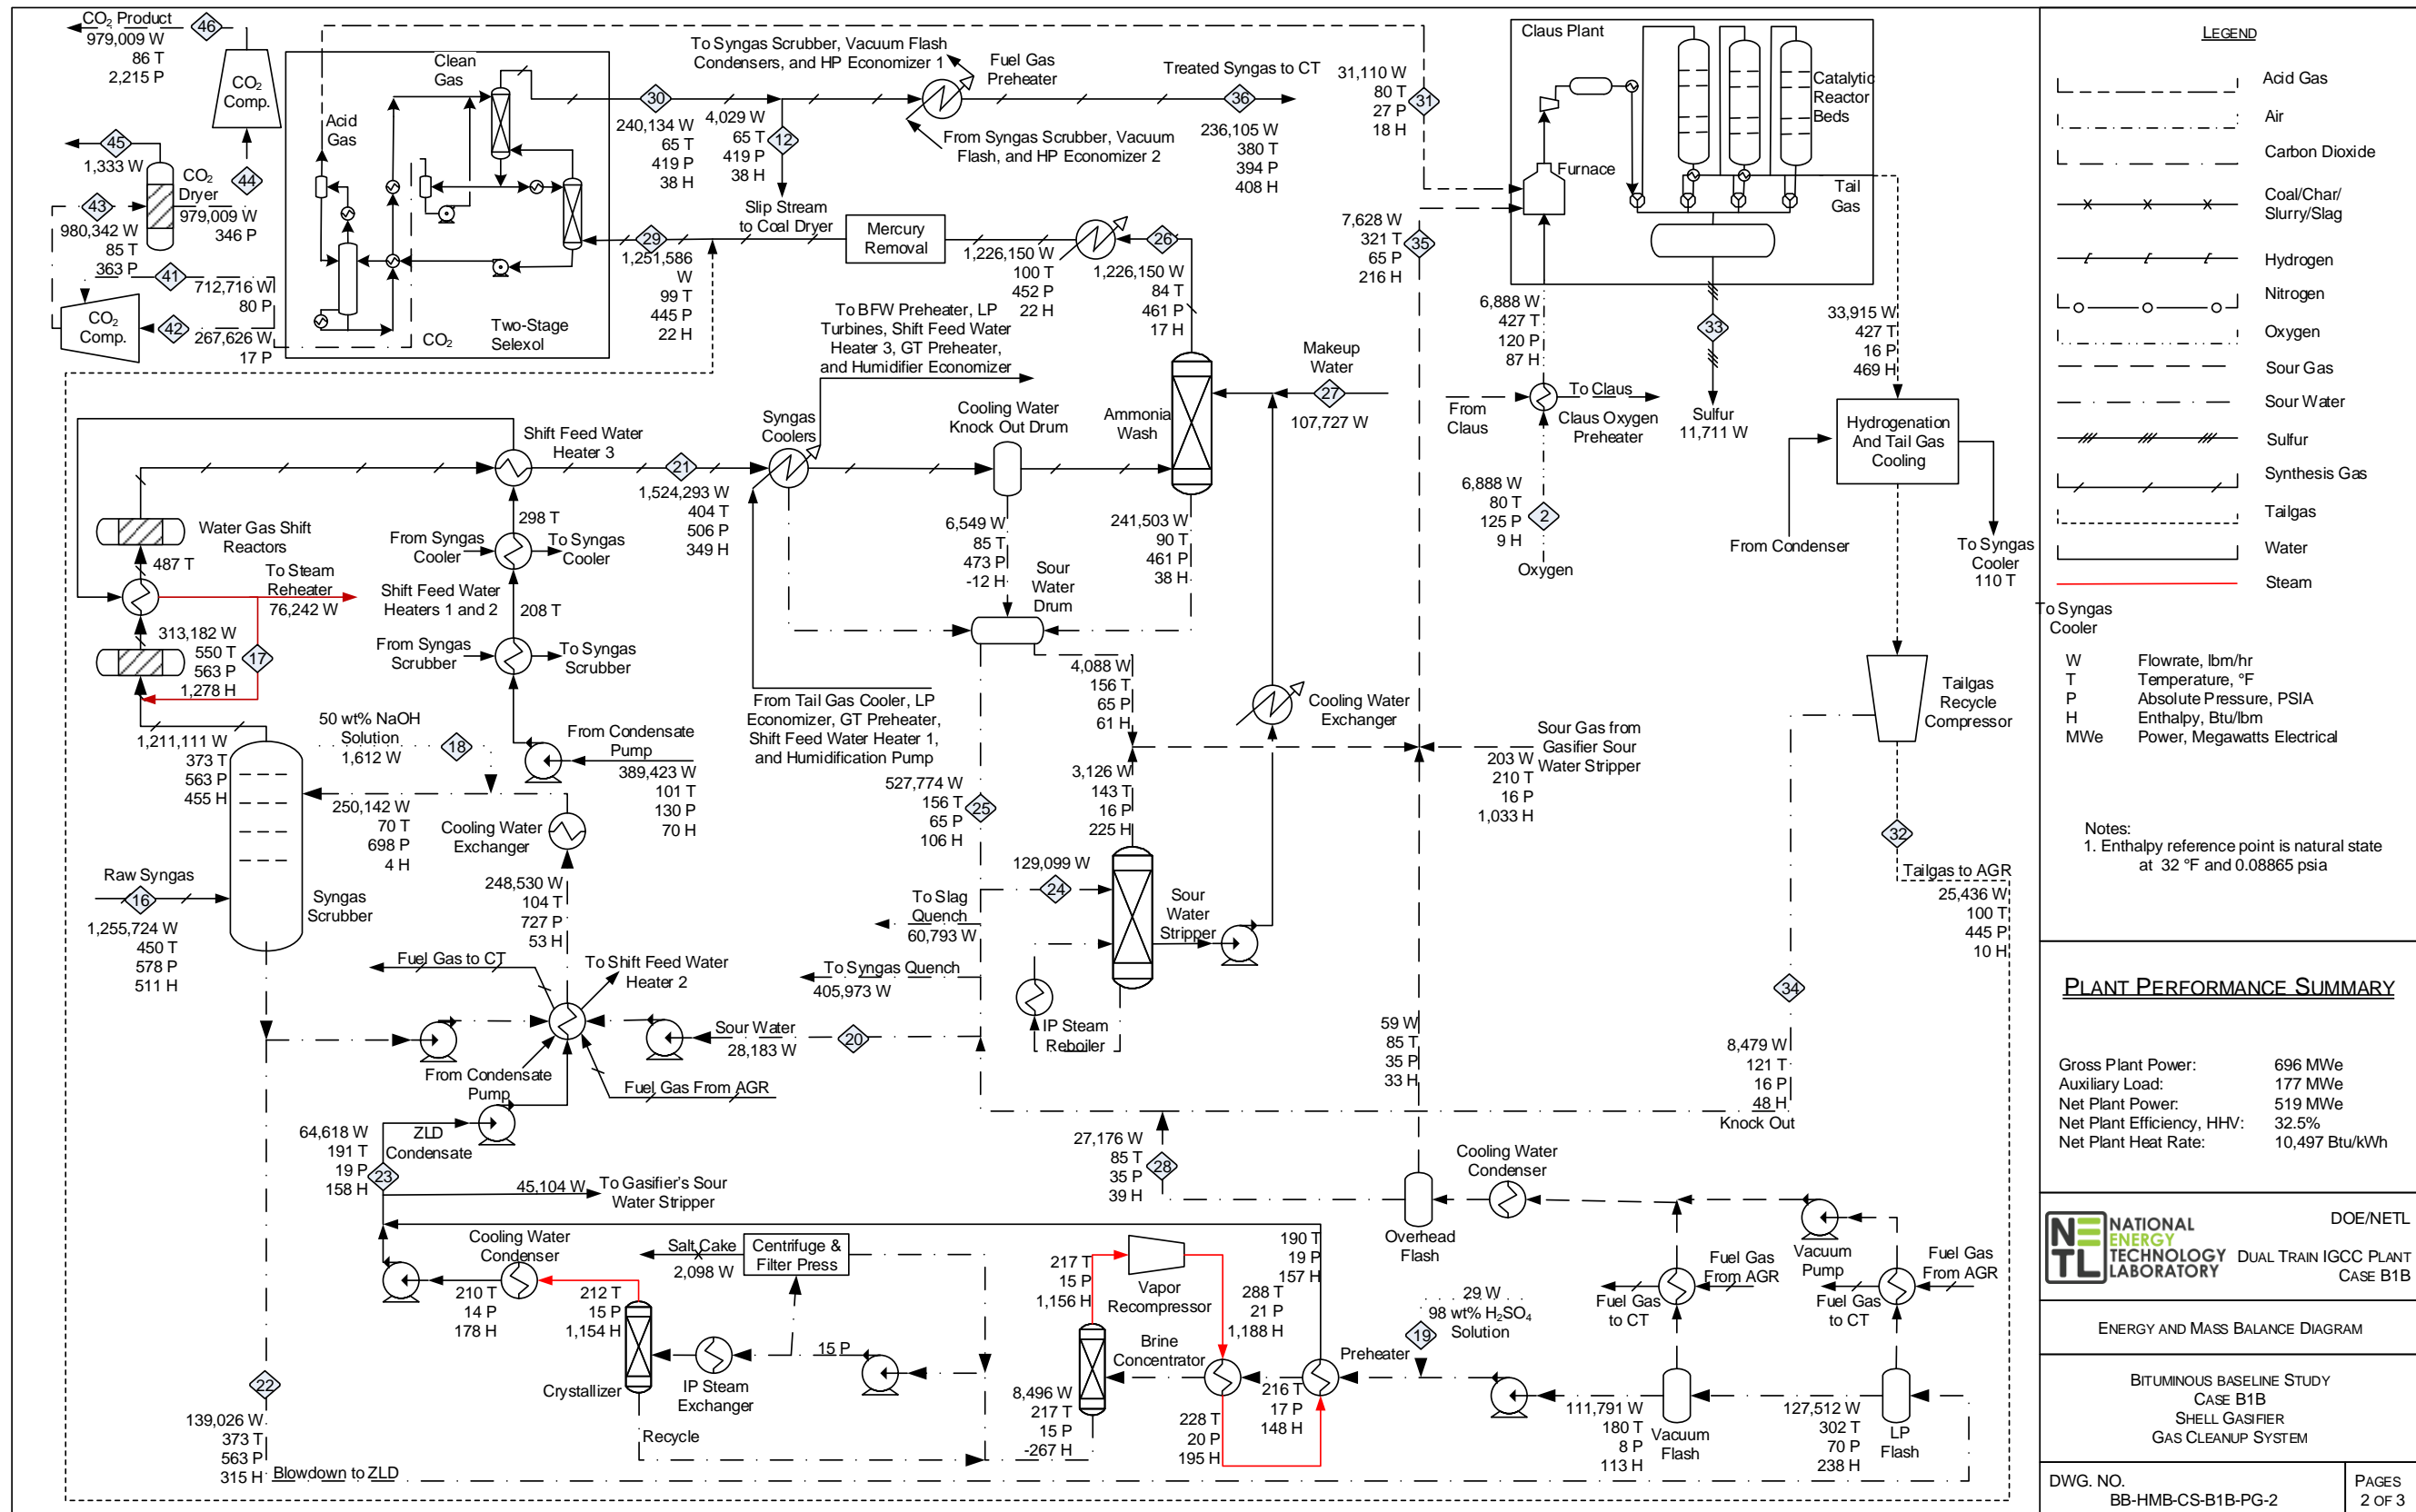 CO2 Product
979,009 W
86 T
2,215 P
46
CO2
Comp.
45
1,333 W
CO2
Dryer
44
979,009 W
346 P
43
980,342 W
85 T
363 P
41
712,716 W
80 P
CO2
Comp.
42
267,626 W
17 P
Clean
Gas
Acid
Gas
CO2
Two-Stage
Selexol
To Syngas Scrubber, Vacuum Flash
Condensers, and HP Economizer 1
Fuel Gas
Preheater
Treated Syngas to CT
30
240,134 W
65 T
419 P
38 H
4,029 W
65 T
419 P
38 H
12
Slip Stream
to Coal Dryer
From Syngas Scrubber, Vacuum
Flash, and HP Economizer 2
36
236,105 W
380 T
394 P
408 H
29
1,251,586
W
99 T
445 P
22 H
Mercury
Removal
1,226,150 W
100 T
452 P
22 H
26
1,226,150 W
84 T
461 P
17 H
31,110 W
80 T
27 P
18 H
31
7,628 W
321 T
65 P
216 H
35
Claus Plant
Furnace
Catalytic
Reactor
Beds
Tail
Gas
6,888 W
427 T
120 P
87 H
33
Sulfur
11,711 W
33,915 W
427 T
16 P
469 H
From
Claus
To Claus
Claus Oxygen
Preheater
6,888 W
80 T
125 P
9 H
2
Oxygen
Hydrogenation
And Tail Gas
Cooling
From Condenser
To Syngas
Cooler
110 T
To BFW Preheater, LP
Turbines, Shift Feed Water
Heater 3, GT Preheater,
and Humidifier Economizer
Syngas
Coolers
Cooling Water
Knock Out Drum
Ammonia
Wash
Makeup
Water
27
107,727 W
Shift Feed Water
Heater 3
21
1,524,293 W
404 T
506 P
349 H
6,549 W
85 T
473 P
-12 H
241,503 W
90 T
461 P
38 H
Sour
Water
Drum
Water Gas Shift
Reactors
487 T
To Steam
Reheater
76,242 W
313,182 W
550 T
563 P
1,278 H
17
298 T
From Syngas
Cooler
To Syngas
Cooler
Shift Feed Water
Heaters 1 and 2
208 T
From Syngas
Scrubber
To Syngas
Scrubber
From Condensate
Pump
389,423 W
101 T
130 P
70 H
50 wt% NaOH
Solution
1,612 W
18
1,211,111 W
373 T
563 P
455 H
250,142 W
70 T
698 P
4 H
Cooling Water
Exchanger
Raw Syngas
16
1,255,724 W
450 T
578 P
511 H
Syngas
Scrubber
248,530 W
104 T
727 P
53 H
From Tail Gas Cooler, LP
Economizer, GT Preheater,
Shift Feed Water Heater 1,
and Humidification Pump
4,088 W
156 T
65 P
61 H
Cooling Water
Exchanger
527,774 W
156 T
65 P
106 H
25
3,126 W
143 T
16 P
225 H
Sour Gas from
Gasifier Sour
Water Stripper
203 W
210 T
16 P
1,033 H
129,099 W
24
Sour
Water
Stripper
To Slag
Quench
60,793 W
To Syngas Quench
405,973 W
IP Steam
Reboiler
Fuel Gas to CT
To Shift Feed Water
Heater 2
Sour Water
28,183 W
20
From Condensate
Pump
Fuel Gas From AGR
Tailgas
Recycle
Compressor
32
Tailgas to AGR
25,436 W
100 T
445 P
10 H
34
8,479 W
121 T
16 P
48 H
Knock Out
59 W
85 T
35 P
33 H
64,618 W
191 T
19 P
158 H
ZLD
Condensate
23
45,104 W
To Gasifier's Sour
Water Stripper
27,176 W
85 T
35 P
39 H
28
Cooling Water
Condenser
Overhead
Flash
Vacuum
Pump
Fuel Gas
From AGR
Fuel Gas
From AGR
Fuel Gas
to CT
Fuel Gas
to CT
Cooling Water
Condenser
Salt Cake
2,098 W
Centrifuge &
Filter Press
210 T
14 P
178 H
212 T
15 P
1,154 H
15 P
Crystallizer
IP Steam
Exchanger
Recycle
217 T
15 P
1,156 H
Vapor
Recompressor
288 T
21 P
1,188 H
190 T
19 P
157 H
Brine
Concentrator
8,496 W
217 T
15 P
-267 H
228 T
20 P
195 H
216 T
17 P
148 H
Preheater
29 W
98 wt% H2SO4
Solution
19
111,791 W
180 T
8 P
113 H
Vacuum
Flash
127,512 W
302 T
70 P
238 H
LP
Flash
22
139,026 W
373 T
563 P
315 H
Blowdown to ZLD
LEGEND
Acid Gas
Air
Carbon Dioxide
Coal/Char/
Slurry/Slag
Hydrogen
Nitrogen
Oxygen
Sour Gas
Sour Water
Sulfur
Synthesis Gas
Tailgas
Water
Steam
To Syngas
Cooler
W Flowrate, lbm/hr
T Temperature, °F
P Absolute Pressure, PSIA
H Enthalpy, Btu/lbm
MWe Power, Megawatts Electrical
Notes:
1. Enthalpy reference point is natural state
at 32 °F and 0.08865 psia
PLANT PERFORMANCE SUMMARY
Gross Plant Power: 696 MWe
Auxiliary Load: 177 MWe
Net Plant Power: 519 MWe
Net Plant Efficiency, HHV: 32.5%
Net Plant Heat Rate: 10,497 Btu/kWh
NE
TL
NATIONAL
ENERGY
TECHNOLOGY
LABORATORY
DOE/NETL
DUAL TRAIN IGCC PLANT
CASE B1B
ENERGY AND MASS BALANCE DIAGRAM
BITUMINOUS BASELINE STUDY
CASE B1B
SHELL GASIFIER
GAS CLEANUP SYSTEM
DWG. NO.
BB-HMB-CS-B1B-PG-2
PAGES
2 OF 3